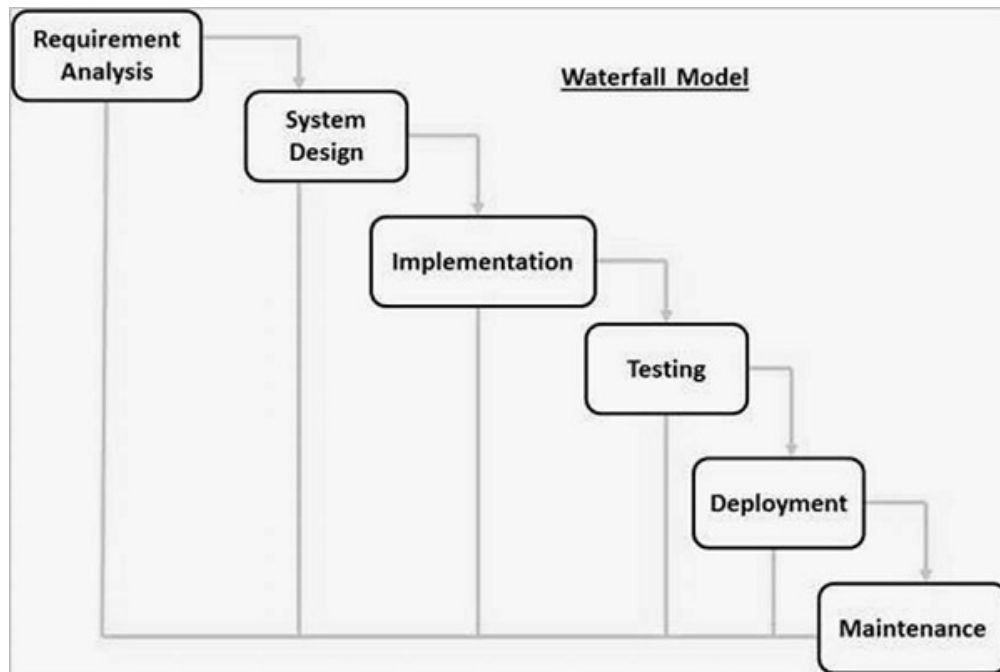 Requirement
Analysis
Waterfall Model
System
Design
Implementation
Testing
Deployment
Maintenance